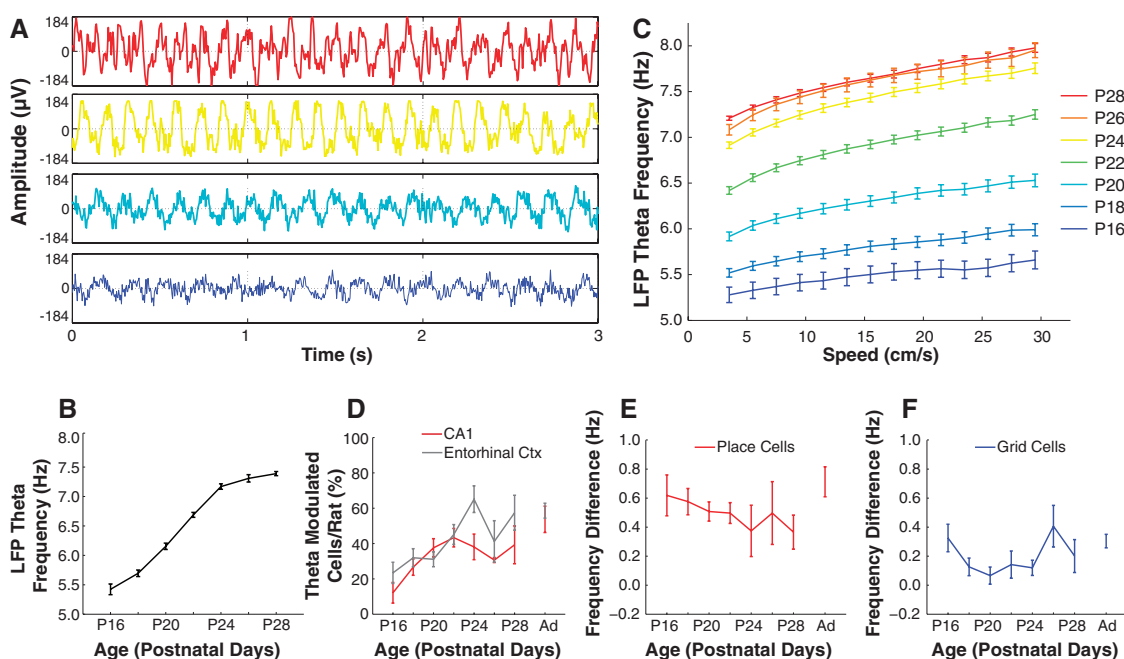 A
Amplitude (µV)
184
0
-184
184
0
-184
184
0
-184
184
0
-184
0
1
2
3
Time (s)
C
LFP Theta Frequency (Hz)
8.0
7.5
7.0
6.5
6.0
5.5
5.0
0
5
10
15
20
25
30
Speed (cm/s)
P28
P26
P24
P22
P20
P18
P16
B
LFP Theta
Frequency (Hz)
8.0
7.5
7.0
6.5
6.0
5.5
5.0
P16
P20
P24
P28
Age (Postnatal Days)
D
CA1
Entorhinal Ctx
Theta Modulated
Cells/Rat (%)
100
80
60
40
20
0
P16
P20
P24
P28
Ad
Age (Postnatal Days)
E
Place Cells
Frequency Difference (Hz)
1.0
0.8
0.6
0.4
0.2
0.0
−0.2
P16
P20
P24
P28
Ad
Age (Postnatal Days)
F
Grid Cells
Frequency Difference (Hz)
1.0
0.8
0.6
0.4
0.2
0.0
−0.2
P16
P20
P24
P28
Ad
Age (Postnatal Days)